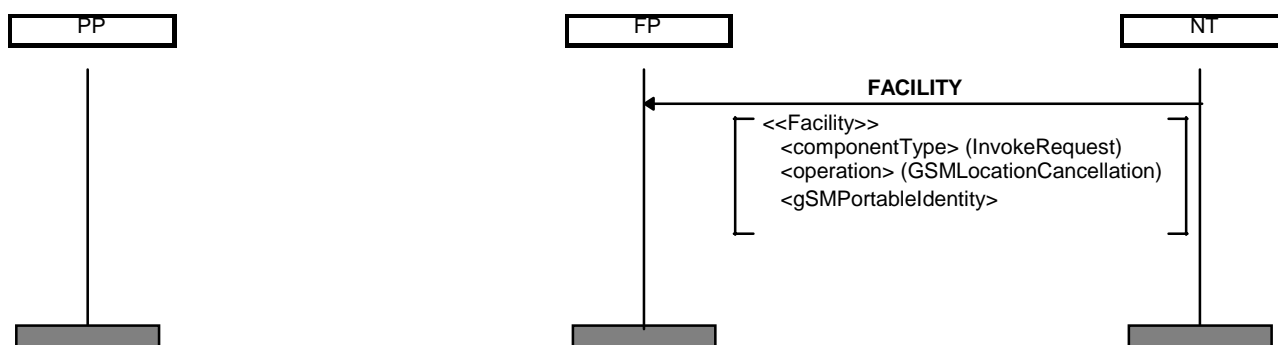 PP
FP
NT
FACILITY
<<Facility>>
<componentType> (InvokeRequest)
<operation> (GSMLocationCancellation)
<gSMPortableIdentity>